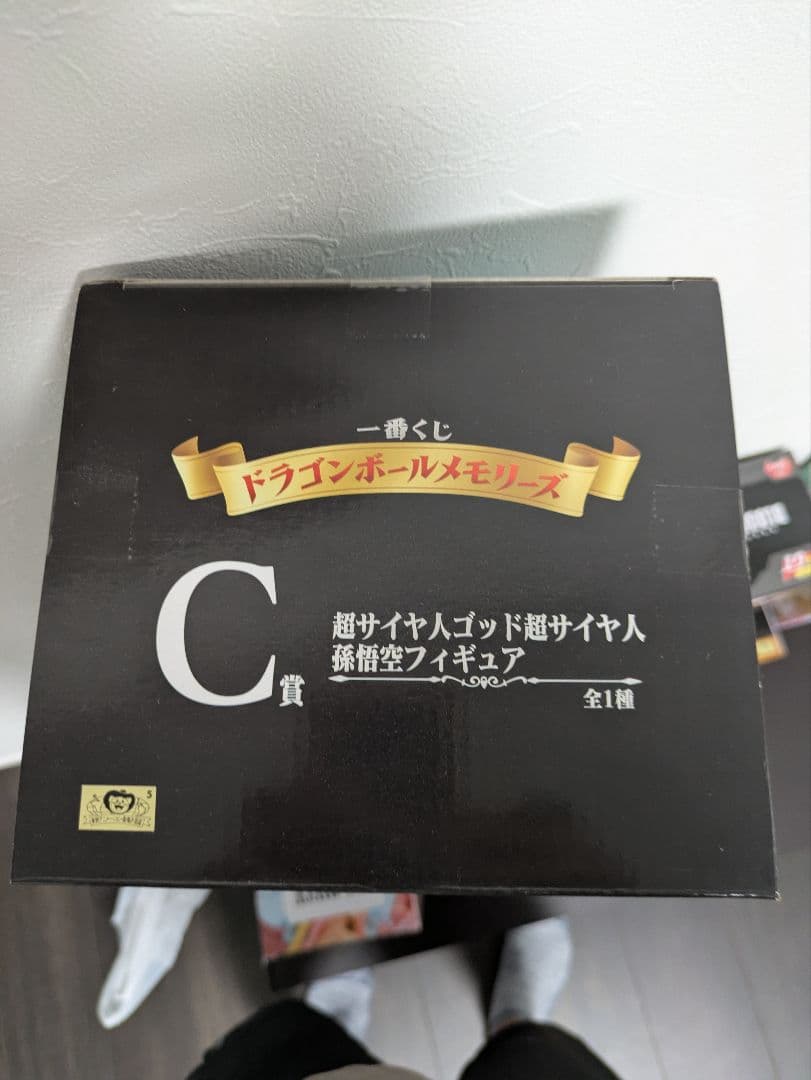 一番くじ
ドラゴンボールメモリーズ
C賞
超サイヤ人ゴッド超サイヤ人
孫悟空フィギュア
全1種
5